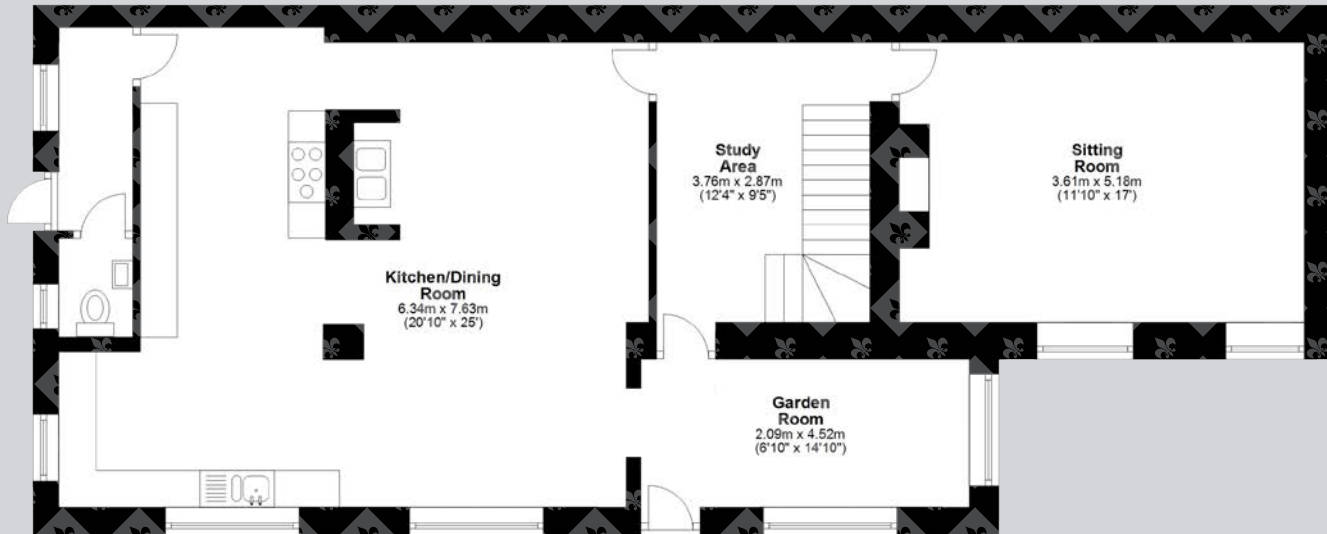 Study
Area
3.76m x 2.87m
(12'4" x 9'5")
Sitting
Room
3.61m x 5.18m
(11'10" x 17')
Kitchen/Dining
Room
6.34m x 7.63m
(20'10" x 25')
Garden
Room
2.09m x 4.52m
(6'10" x 14'10")